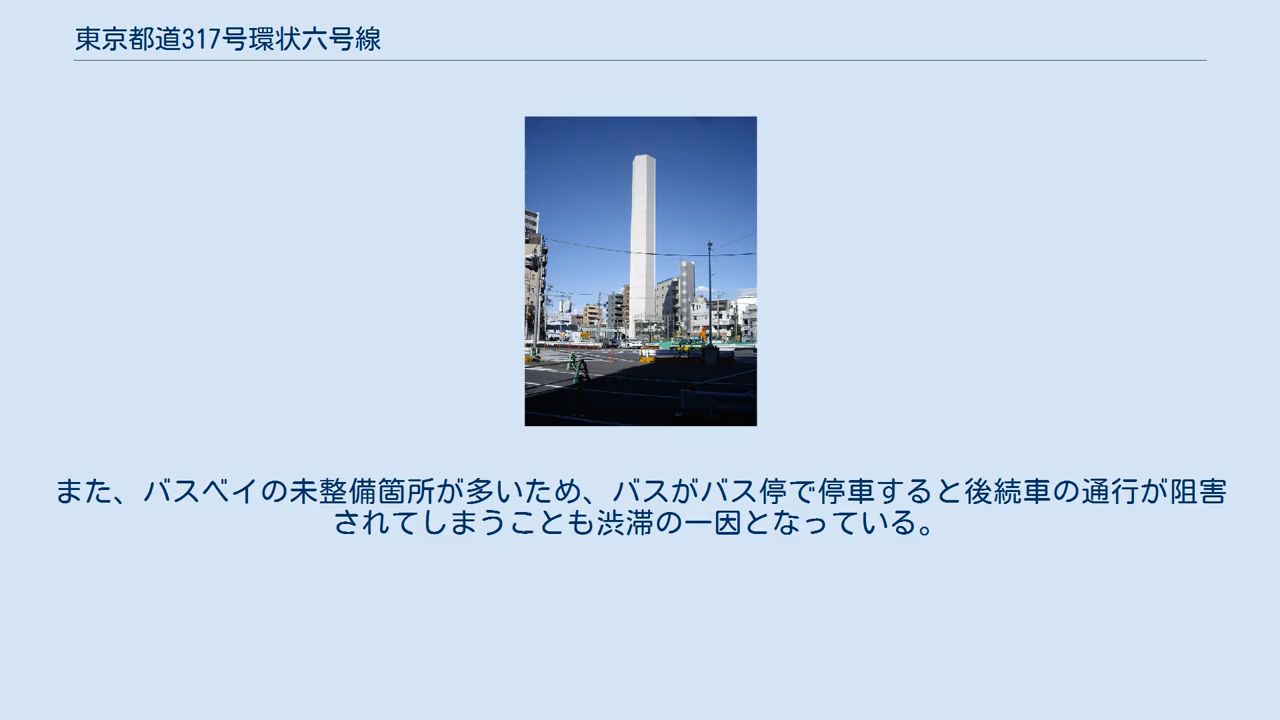 東京都道317号環状六号線
また、バスベイの未整備箇所が多いため、バスがバス停で停車すると後続車の通行が阻害
されてしまうことも渋滞の一因となっている。